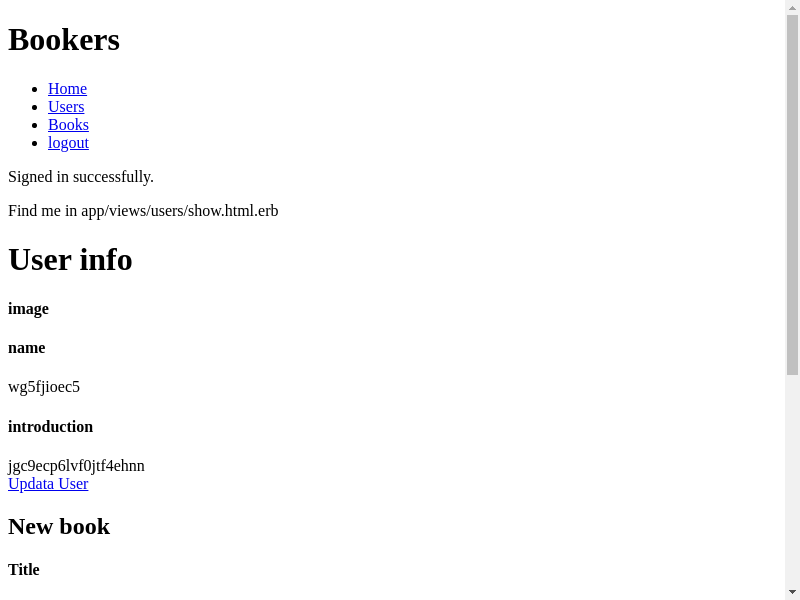 Bookers
Home
Users
Books
logout
Signed in successfully.
Find me in app/views/users/show.html.erb
User info
image
name
wg5fjioec5
introduction
jgc9ecp6lvf0jtf4ehnn
Updata User
New book
Title